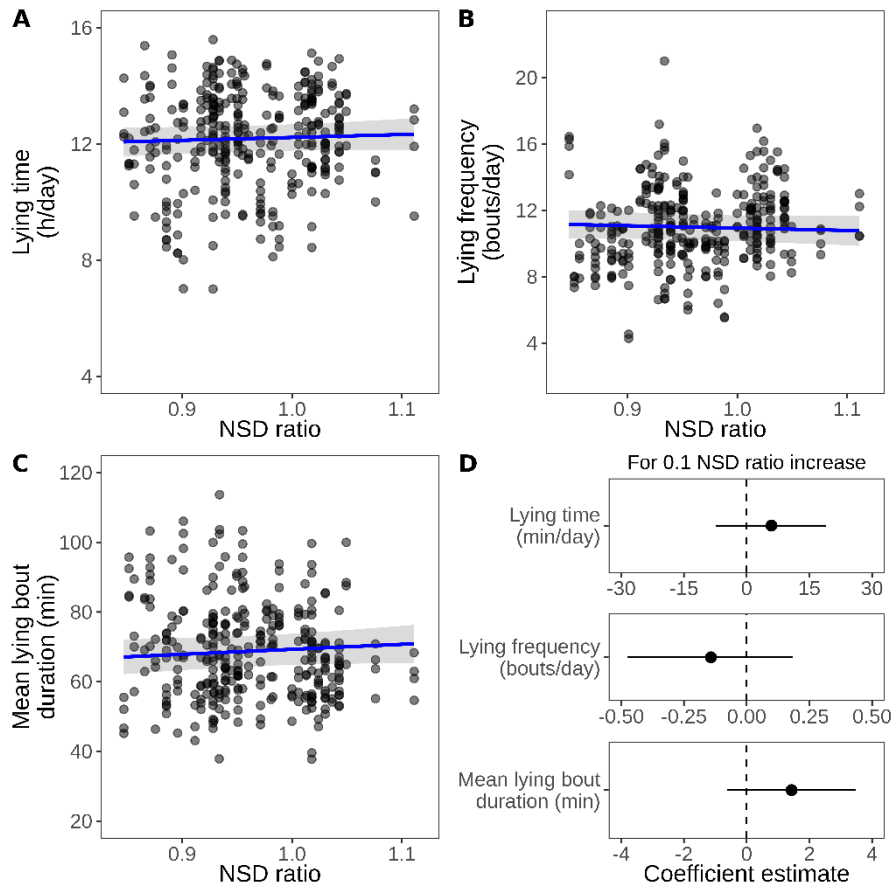 A
16
12
8
4
Lying time
(h/day)
0.9
1.0
1.1
NSD ratio
B
20
16
12
8
4
Lying frequency
(bouts/day)
0.9
1.0
1.1
NSD ratio
C
120
100
80
60
40
20
Mean lying bout
duration (min)
0.9
1.0
1.1
NSD ratio
D
For 0.1 NSD ratio increase
Lying time
(min/day)
-30
-15
0
15
30
Lying frequency
(bouts/day)
-0.50
-0.25
0.00
0.25
0.50
Mean lying bout
duration (min)
-4
-2
0
2
4
Coefficient estimate